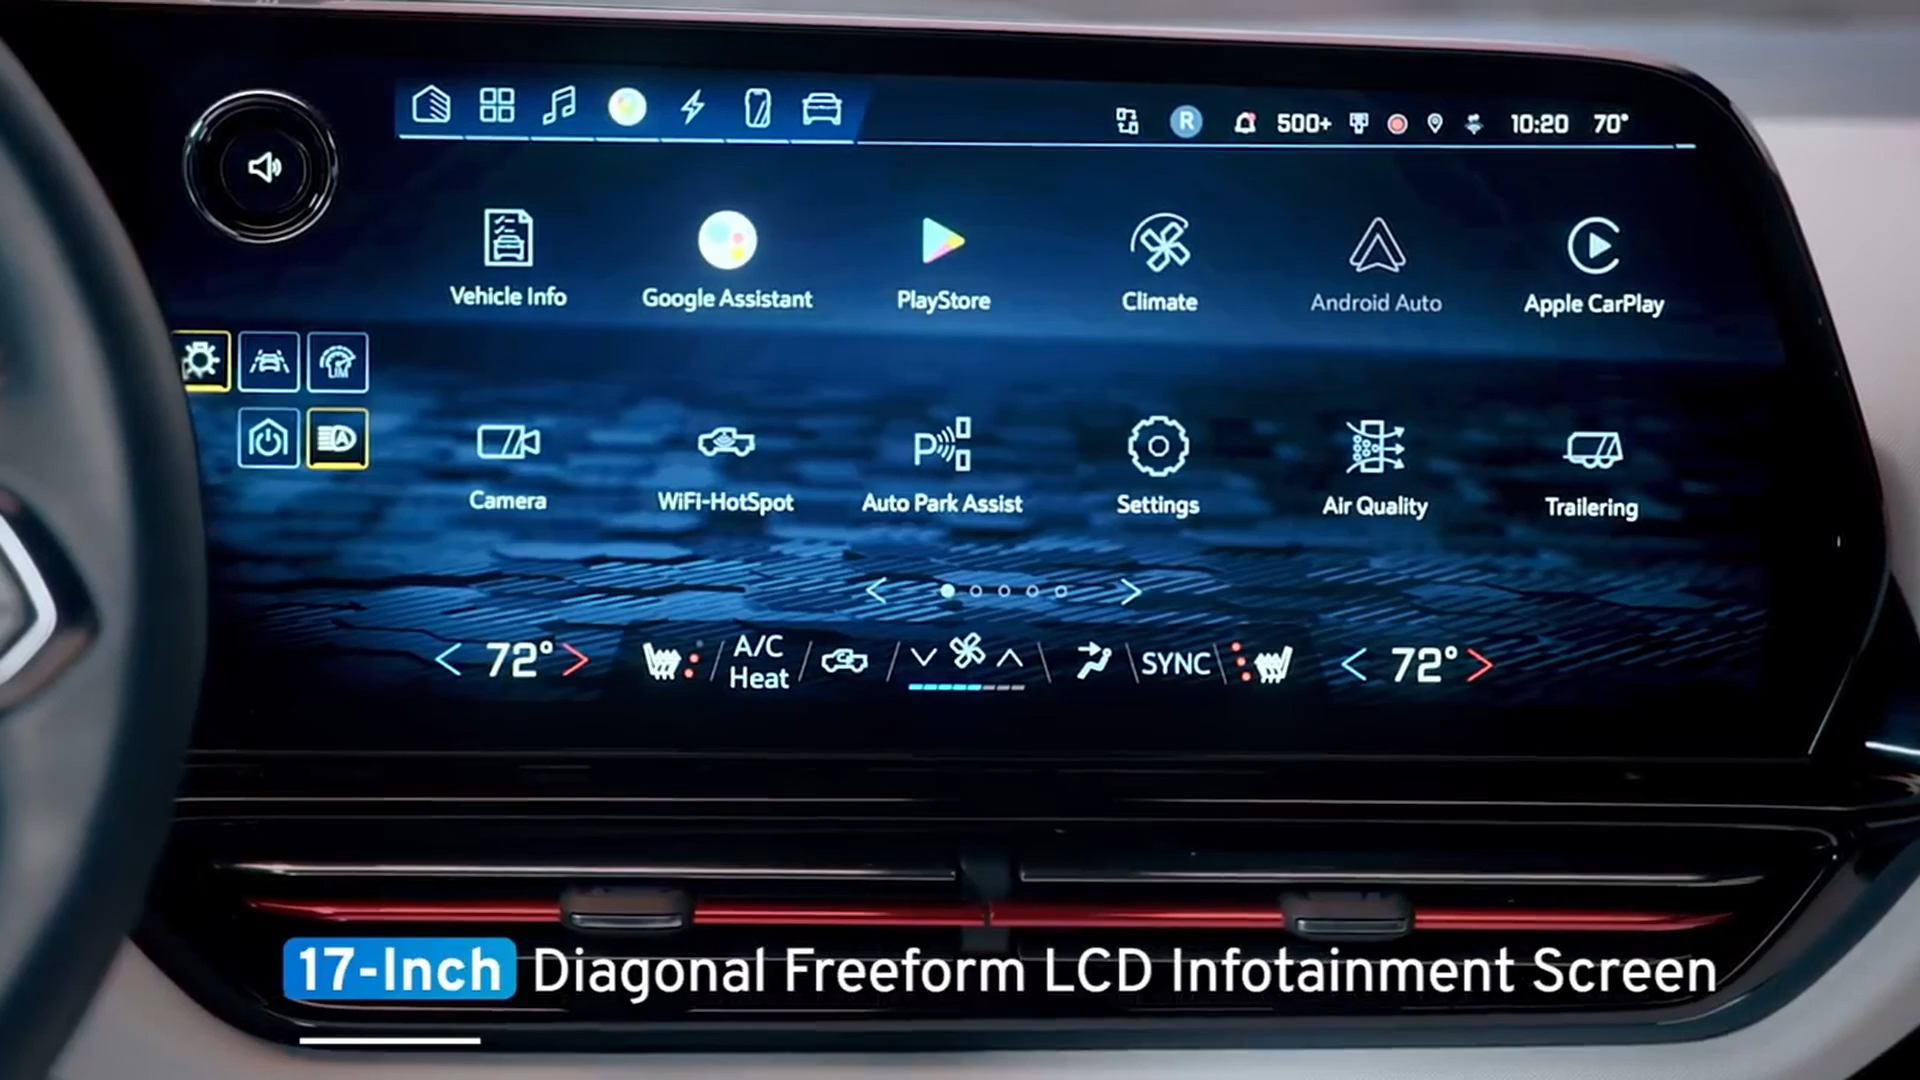 R 500+ 10:20 70°
Vehicle Info Google Assistant PlayStore Climate Android Auto Apple CarPlay
LIM
A
P
Camera WiFi-HotSpot Auto Park Assist Settings Air Quality Trailering
72° A/C Heat SYNC 72°
17-Inch Diagonal Freeform LCD Infotainment Screen